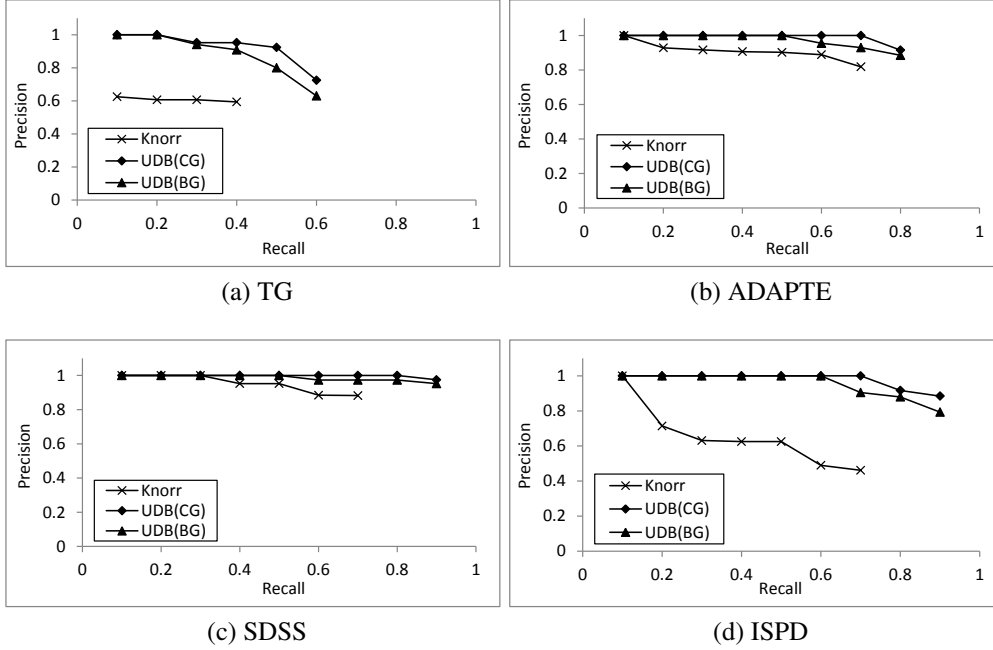 1
0.8
0.6
0.4
0.2
0
Precision
Knorr
UDB(CG)
UDB(BG)
0 0.2 0.4 0.6 0.8 1
Recall
(a) TG
1
0.8
0.6
0.4
0.2
0
Precision
Knorr
UDB(CG)
UDB(BG)
0 0.2 0.4 0.6 0.8 1
Recall
(b) ADAPTE
1
0.8
0.6
0.4
0.2
0
Precision
Knorr
UDB(CG)
UDB(BG)
0 0.2 0.4 0.6 0.8 1
Recall
(c) SDSS
1
0.8
0.6
0.4
0.2
0
Precision
Knorr
UDB(CG)
UDB(BG)
0 0.2 0.4 0.6 0.8 1
Recall
(d) ISPD